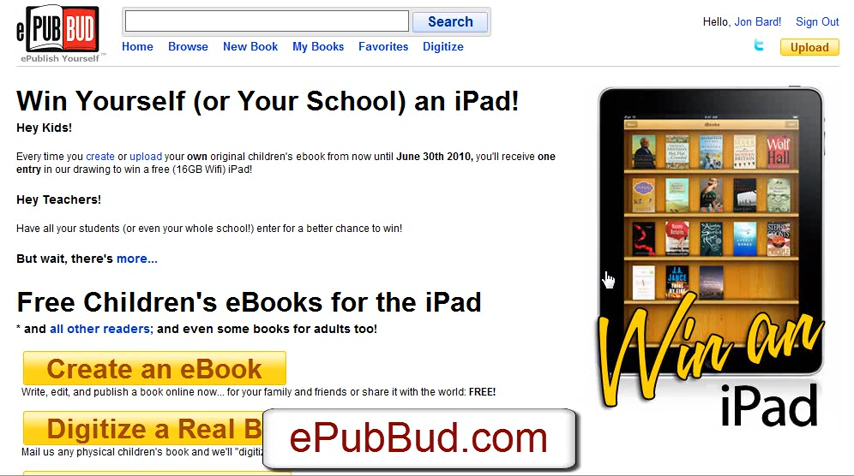 ePUBBUD
ePublish Yourself™
Search
Home Browse New Book My Books Favorites Digitize
Hello, Jon Bard! Sign Out
Upload
Win Yourself (or Your School) an iPad!
Hey Kids!
Every time you create or upload your own original children's ebook from now until June 30th 2010, you'll receive one
entry in our drawing to win a free (16GB Wifi) iPad!
Hey Teachers!
Have all your students (or even your whole school!) enter for a better chance to win!
But wait, there's more...
Wolf
Hall
Win an
iPad
Free Children's eBooks for the iPad
* and all other readers; and even some books for adults too!
Create an eBook
Write, edit, and publish a book online now... for your family and friends or share it with the world: FREE!
Digitize a Real B
Mail us any physical children's book and we'll "digiti
ePubBud.com